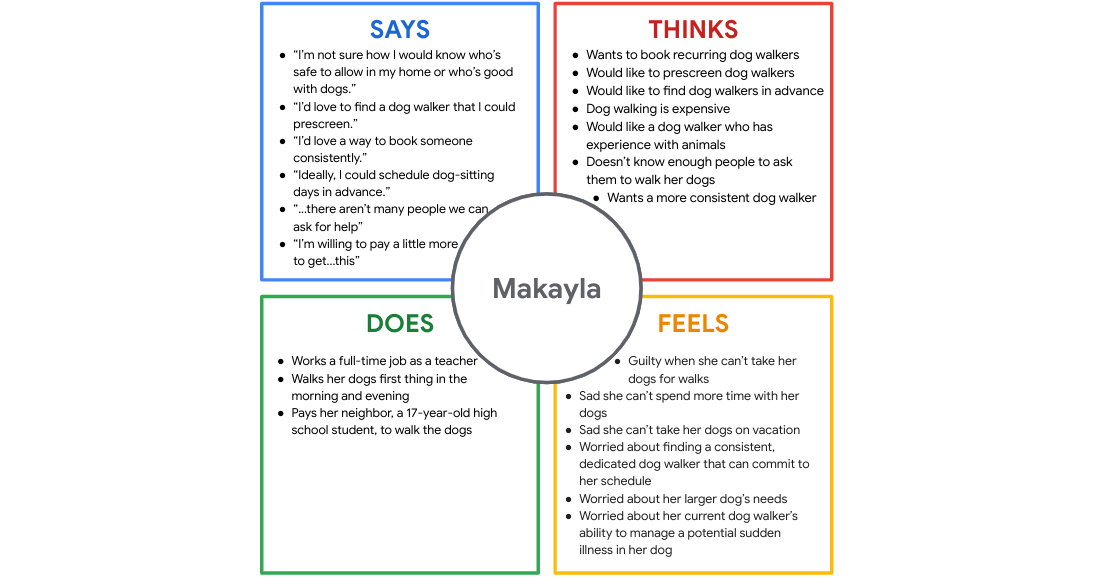 SAYS
• “I’m not sure how I would know who’s
safe to allow in my home or who’s good
with dogs.”
• “I’d love to find a dog walker that I could
prescreen.”
• “I’d love a way to book someone
consistently.”
• “Ideally, I could schedule dog-sitting
days in advance.”
• “...there aren’t many people we can
ask for help”
• “I’m willing to pay a little more
to get...this”
THINKS
• Wants to book recurring dog walkers
• Would like to prescreen dog walkers
• Would like to find dog walkers in advance
• Dog walking is expensive
• Would like a dog walker who has
experience with animals
• Doesn’t know enough people to ask
them to walk her dogs
• Wants a more consistent dog walker
Makayla
DOES
• Works a full-time job as a teacher
• Walks her dogs first thing in the
morning and evening
• Pays her neighbor, a 17-year-old high
school student, to walk the dogs
FEELS
• Guilty when she can’t take her
dogs for walks
• Sad she can’t spend more time with her
dogs
• Sad she can’t take her dogs on vacation
• Worried about finding a consistent,
dedicated dog walker that can commit to
her schedule
• Worried about her larger dog’s needs
• Worried about her current dog walker’s
ability to manage a potential sudden
illness in her dog